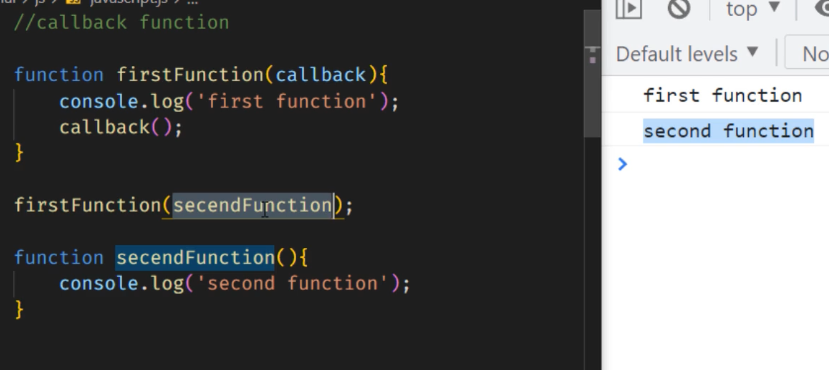 //callback function
function firstFunction(callback){
    console.log('first function');
    callback();
}
firstFunction(secendFunction);
function secendFunction(){
    console.log('second function');
}
top
Default levels
No
first function
second function